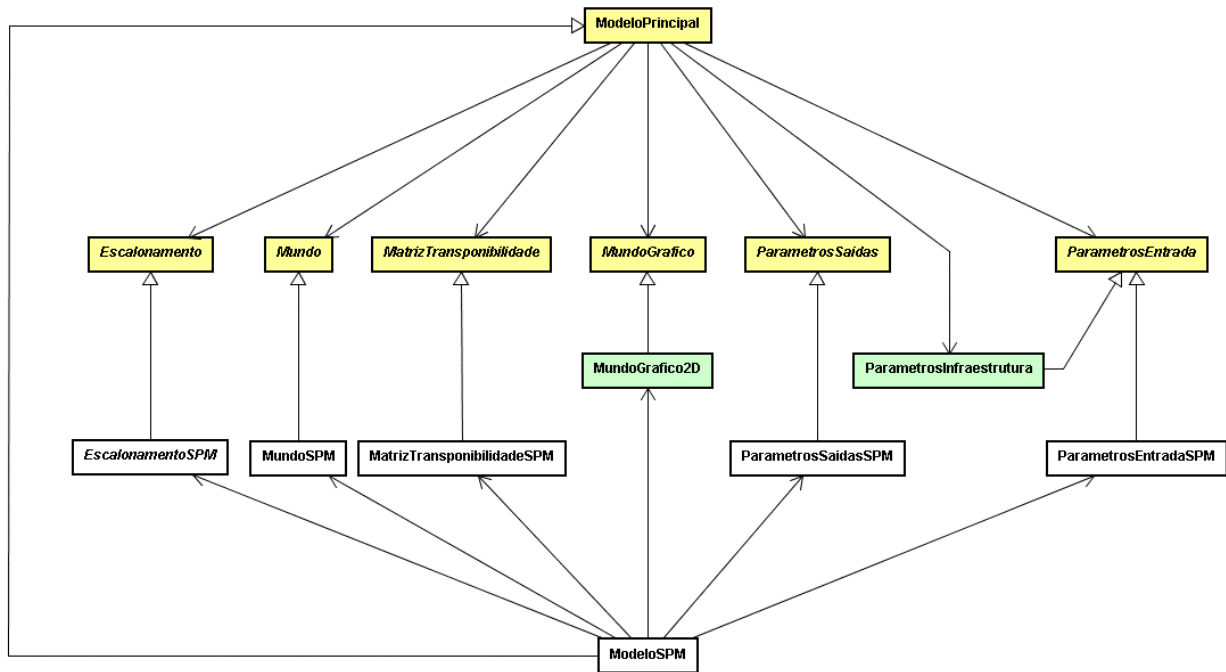 ModeloPrincipal
Escalonamento
Mundo
MatrizTransponibilidade
MundoGrafico
ParametrosSaidas
ParametrosEntrada
MundoGrafico2D
ParametrosInfraestrutura
EscalonamentoSPM
MundoSPM
MatrizTransponibilidadeSPM
ParametrosSaidasSPM
ParametrosEntradaSPM
ModeloSPM